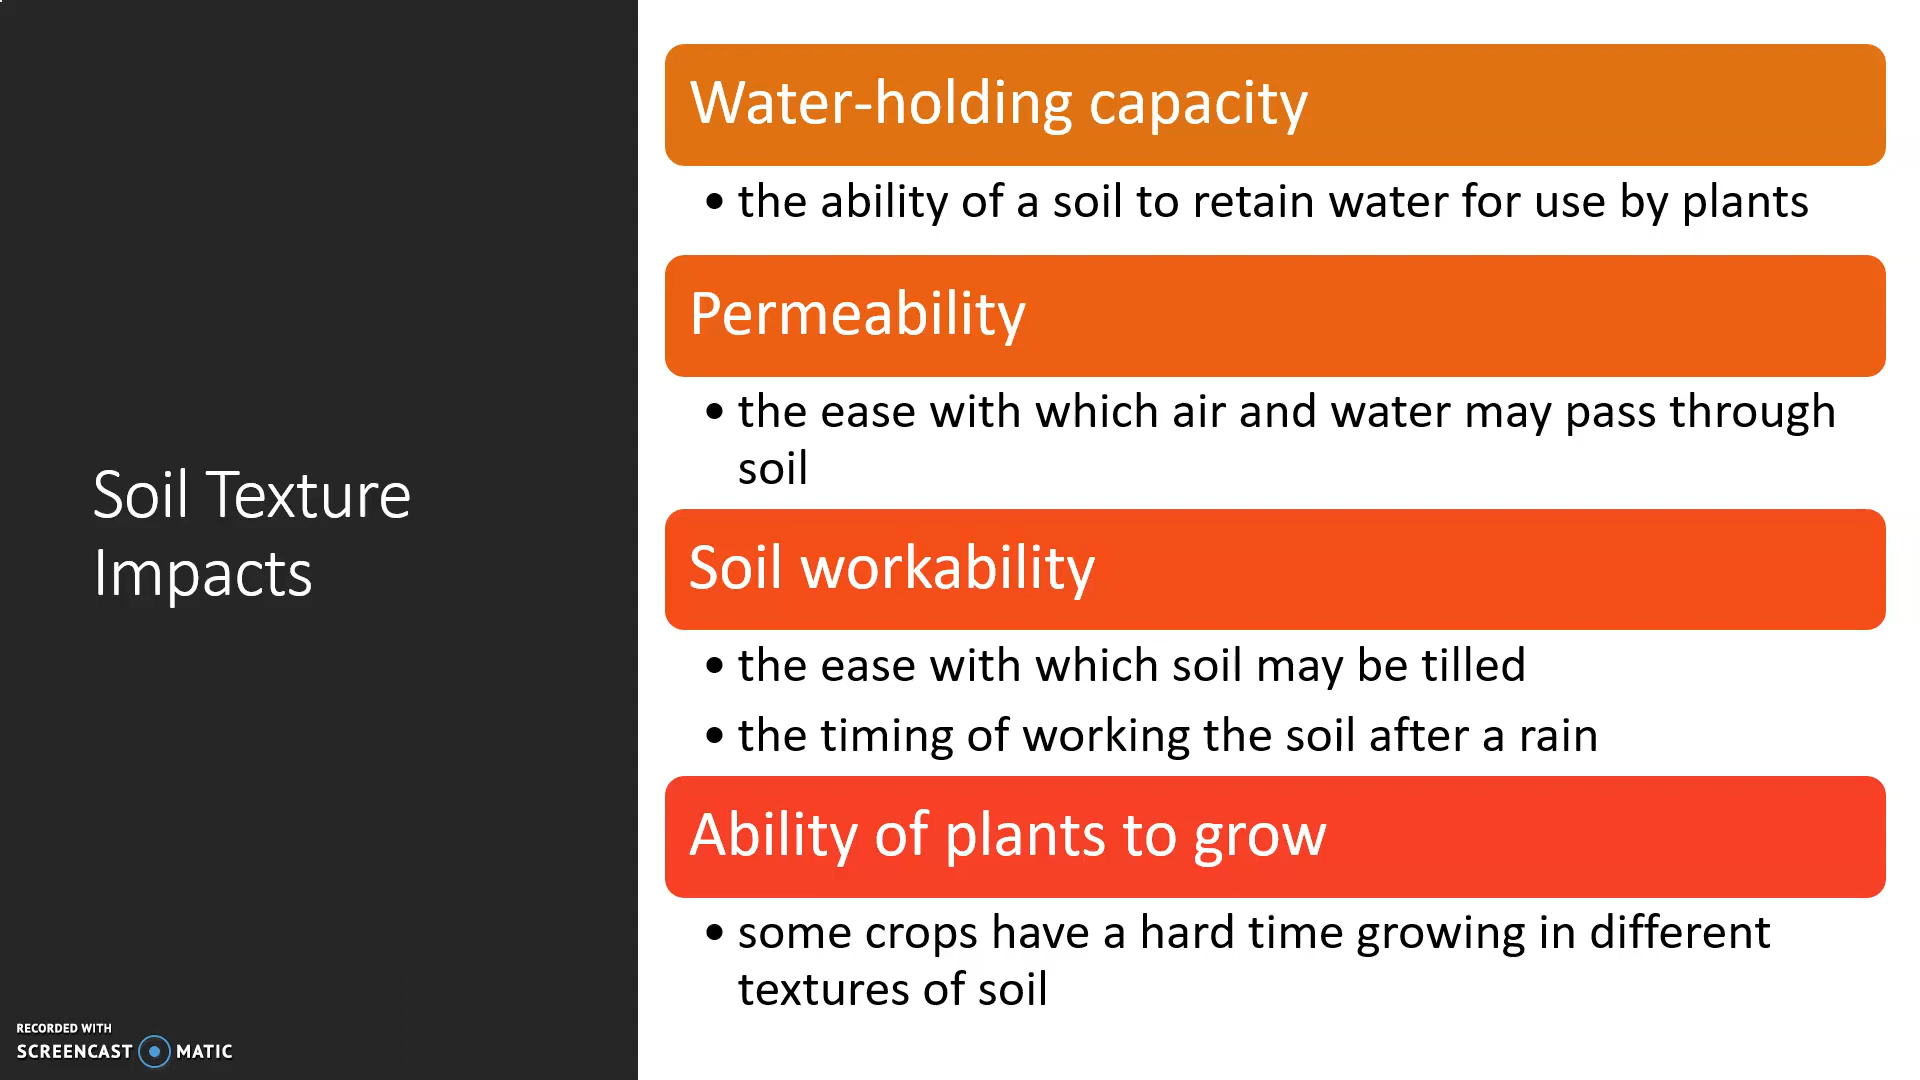 Soil Texture
Impacts
Water-holding capacity
• the ability of a soil to retain water for use by plants
Permeability
• the ease with which air and water may pass through
soil
Soil workability
• the ease with which soil may be tilled
• the timing of working the soil after a rain
Ability of plants to grow
• some crops have a hard time growing in different
textures of soil
RECORDED WITH
SCREENCAST MATIC